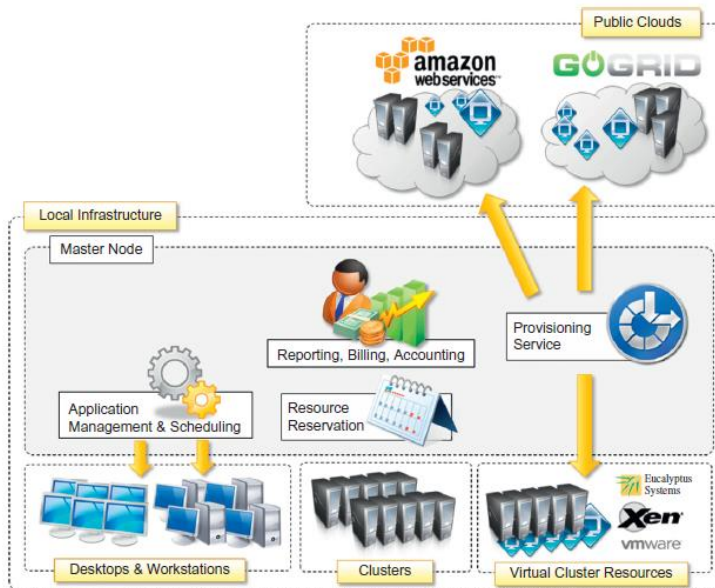 Public Clouds
amazon
webservices™
GOGRID
Local Infrastructure
Master Node
Reporting, Billing, Accounting
Provisioning
Service
Application
Management & Scheduling
Resource
Reservation
Eucalyptus
Systems
Xen
vmware
Desktops & Workstations
Clusters
Virtual Cluster Resources